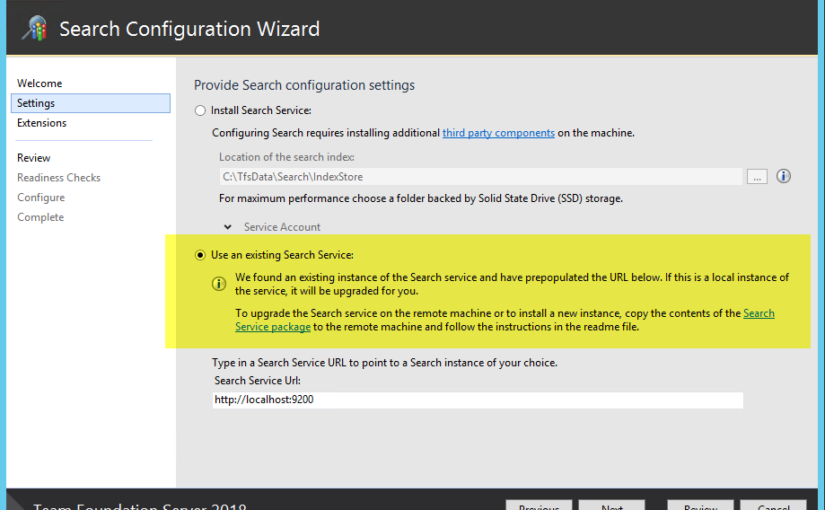 Search Configuration Wizard
Welcome
Settings
Extensions
Review
Readiness Checks
Configure
Complete
Provide Search configuration settings
Install Search Service:
Configuring Search requires installing additional third party components on the machine.
Location of the search index:
C:\TfsData\Search\IndexStore
...
For maximum performance choose a folder backed by Solid State Drive (SSD) storage.
Service Account
Use an existing Search Service:
We found an existing instance of the Search service and have prepopulated the URL below. If this is a local instance of
the service, it will be upgraded for you.
To upgrade the Search service on the remote machine or to install a new instance, copy the contents of the Search
Service package to the remote machine and follow the instructions in the readme file.
Type in a Search Service URL to point to a Search instance of your choice.
Search Service Url:
http://localhost:9200
Team Foundation Server 2018
Previous
Next
Review
Cancel